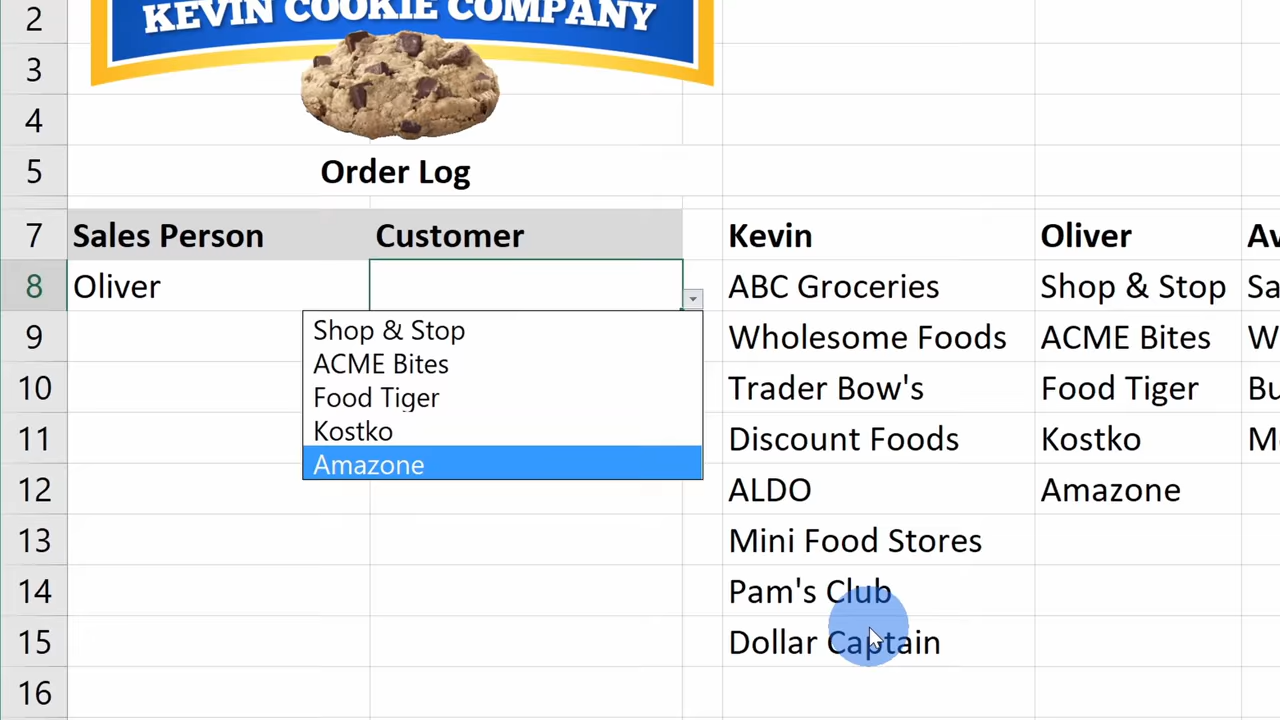 2
KEVIN COOKIE COMPANY
3
4
5 Order Log
7 Sales Person Customer Kevin Oliver
8 Oliver ABC Groceries Shop & Stop
Shop & Stop
ACME Bites
Food Tiger
Kostko
Amazone
9 Wholesome Foods ACME Bites
10 Trader Bow's Food Tiger
11 Discount Foods Kostko
12 ALDO Amazone
13 Mini Food Stores
14 Pam's Club
15 Dollar Captain
16